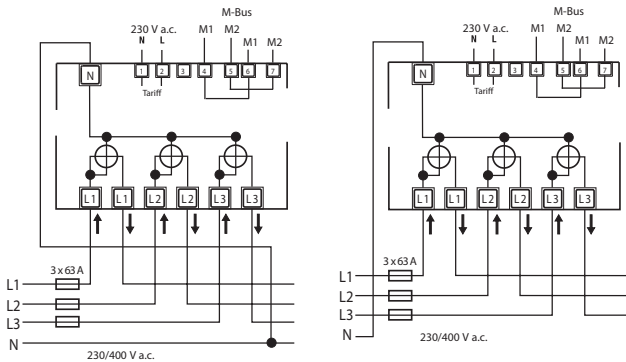 M-Bus
230 V a.c. M1 M2
N L M1 M2
N 1 2 3 4 5 6 7
Tariff
L1 L1 L2 L2 L3 L3
3 x 63 A
L1
L2
L3
N
230/400 V a.c.
M-Bus
230 V a.c. M1 M2
N L M1 M2
N 1 2 3 4 5 6 7
Tariff
L1 L1 L2 L2 L3 L3
3 x 63 A
L1
L2
L3
N
230/400 V a.c.